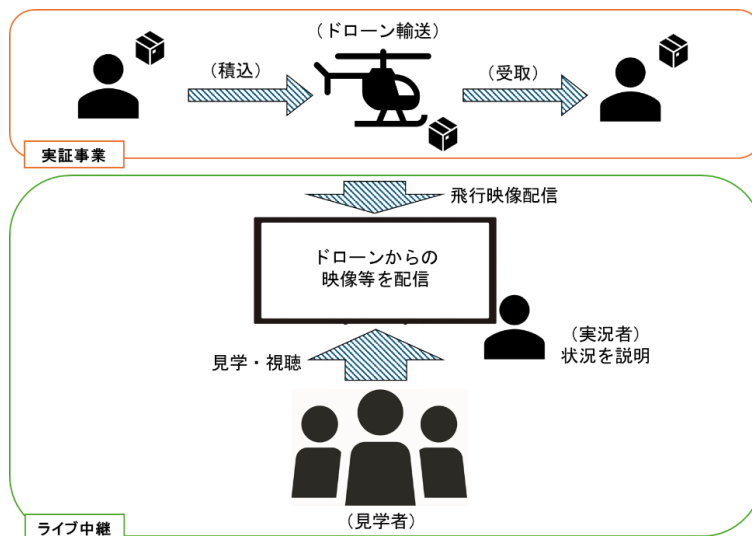 （ドローン輸送）
（積込）
（受取）
実証事業
飛行映像配信
ドローンからの
映像等を配信
（実況者）
状況を説明
見学・視聴
（見学者）
ライブ中継